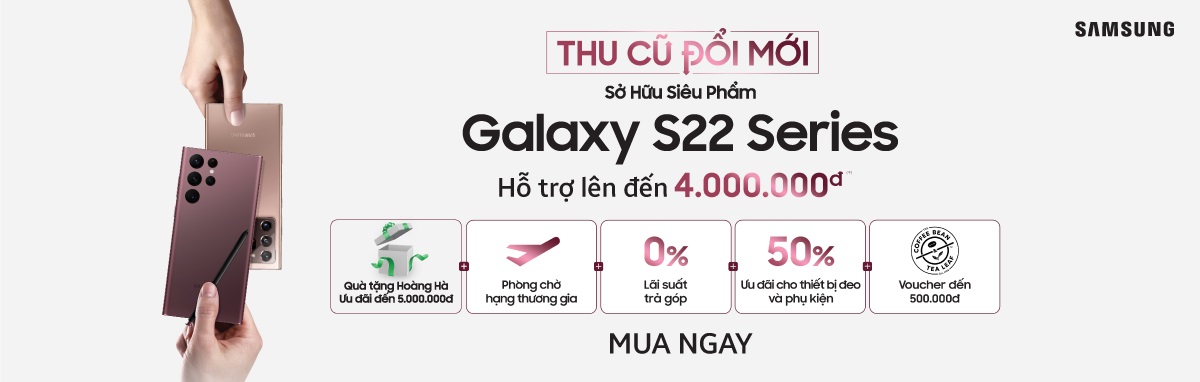 SAMSUNG
THU CŨ ĐỔI MỚI
Sở Hữu Siêu Phẩm
Galaxy S22 Series
Hỗ trợ lên đến 4.000.000đ(*)
Quà tặng Hoàng Hà
Ưu đãi đến 5.000.000đ
+
Phòng chờ
hạng thương gia
+
0%
Lãi suất
trả góp
+
50%
Ưu đãi cho thiết bị đeo
và phụ kiện
+
COFFEE BEAN
TEA LEAF
Voucher đến
500.000đ
MUA NGAY